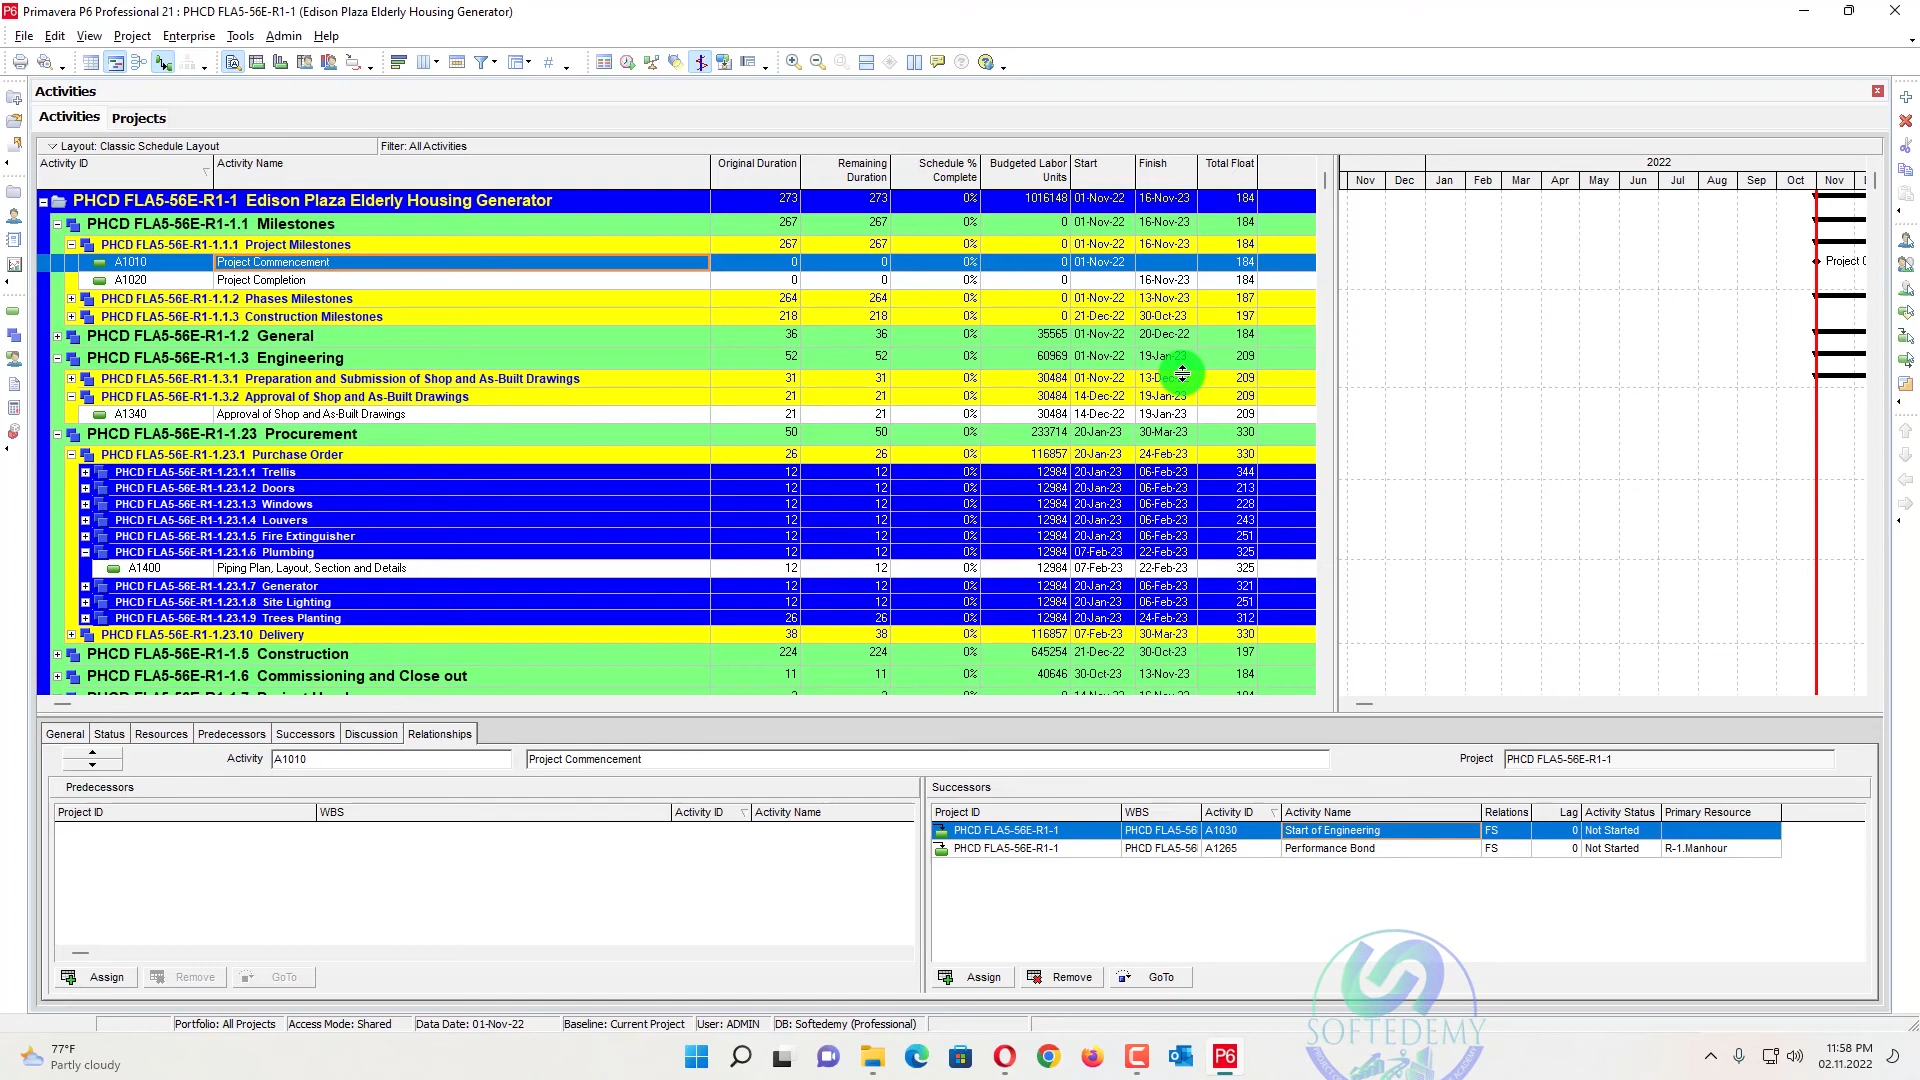 Primavera P6 Professional 21 : PHCD FLA5-56E-R1-1 (Edison Plaza Elderly Housing Generator)
File Edit View Project Enterprise Tools Admin Help
Activities
Activities Projects
Layout: Classic Schedule Layout Filter: All Activities
Activity ID Activity Name Original Duration Remaining Duration Schedule % Complete Budgeted Labor Units Start Finish Total Float
2022
Nov Dec Jan Feb Mar Apr May Jun Jul Aug Sep Oct Nov
PHCD FLA5-56E-R1-1 Edison Plaza Elderly Housing Generator 273 273 0% 1016148 01-Nov-22 16-Nov-23 184
PHCD FLA5-56E-R1-1.1 Milestones 267 267 0% 0 01-Nov-22 16-Nov-23 184
PHCD FLA5-56E-R1-1.1.1 Project Milestones 267 267 0% 0 01-Nov-22 16-Nov-23 184
A1010 Project Commencement 0 0 0% 0 01-Nov-22 184 Project C
A1020 Project Completion 0 0 0% 0 16-Nov-23 184
PHCD FLA5-56E-R1-1.1.2 Phases Milestones 264 264 0% 0 01-Nov-22 13-Nov-23 187
PHCD FLA5-56E-R1-1.1.3 Construction Milestones 218 218 0% 0 21-Dec-22 30-Oct-23 197
PHCD FLA5-56E-R1-1.2 General 36 36 0% 35565 01-Nov-22 20-Dec-22 184
PHCD FLA5-56E-R1-1.3 Engineering 52 52 0% 60969 01-Nov-22 19-Jan-23 209
PHCD FLA5-56E-R1-1.3.1 Preparation and Submission of Shop and As-Built Drawings 31 31 0% 30484 01-Nov-22 209
PHCD FLA5-56E-R1-1.3.2 Approval of Shop and As-Built Drawings 21 21 0% 30484 14-Dec-22 19-Jan-23 209
A1340 Approval of Shop and As-Built Drawings 21 21 0% 30484 14-Dec-22 19-Jan-23 209
PHCD FLA5-56E-R1-1.23 Procurement 50 50 0% 233714 20-Jan-23 30-Mar-23 330
PHCD FLA5-56E-R1-1.23.1 Purchase Order 26 26 0% 116857 20-Jan-23 24-Feb-23 330
PHCD FLA5-56E-R1-1.23.1.1 Trellis 12 12 0% 12984 20-Jan-23 06-Feb-23 344
PHCD FLA5-56E-R1-1.23.1.2 Doors 12 12 0% 12984 20-Jan-23 06-Feb-23 213
PHCD FLA5-56E-R1-1.23.1.3 Windows 12 12 0% 12984 20-Jan-23 06-Feb-23 228
PHCD FLA5-56E-R1-1.23.1.4 Louvers 12 12 0% 12984 20-Jan-23 06-Feb-23 243
PHCD FLA5-56E-R1-1.23.1.5 Fire Extinguisher 12 12 0% 12984 20-Jan-23 06-Feb-23 251
PHCD FLA5-56E-R1-1.23.1.6 Plumbing 12 12 0% 12984 07-Feb-23 22-Feb-23 325
A1400 Piping Plan, Layout, Section and Details 12 12 0% 12984 07-Feb-23 22-Feb-23 325
PHCD FLA5-56E-R1-1.23.1.7 Generator 12 12 0% 12984 20-Jan-23 06-Feb-23 321
PHCD FLA5-56E-R1-1.23.1.8 Site Lighting 12 12 0% 12984 20-Jan-23 06-Feb-23 251
PHCD FLA5-56E-R1-1.23.1.9 Trees Planting 26 26 0% 12984 20-Jan-23 24-Feb-23 312
PHCD FLA5-56E-R1-1.23.10 Delivery 38 38 0% 116857 07-Feb-23 30-Mar-23 330
PHCD FLA5-56E-R1-1.5 Construction 224 224 0% 645254 21-Dec-22 30-Oct-23 197
PHCD FLA5-56E-R1-1.6 Commissioning and Close out 11 11 0% 40646 30-Oct-23 13-Nov-23 184
General Status Resources Predecessors Successors Discussion Relationships
Activity A1010 Project Commencement Project PHCD FLA5-56E-R1-1
Predecessors Successors
Project ID WBS Activity ID Activity Name Project ID WBS Activity ID Activity Name Relations Lag Activity Status Primary Resource
PHCD FLA5-56E-R1-1 PHCD FLA5-56 A1030 Start of Engineering FS 0 Not Started
PHCD FLA5-56E-R1-1 PHCD FLA5-56 A1265 Performance Bond FS 0 Not Started R-1.Manhour
Assign Remove GoTo Assign Remove GoTo
Portfolio: All Projects Access Mode: Shared Data Date: 01-Nov-22 Baseline: Current Project User: ADMIN DB: Softedemy (Professional)
SOFTEDEMY
77°F
Partly cloudy
P6
11:58 PM
02.11.2022